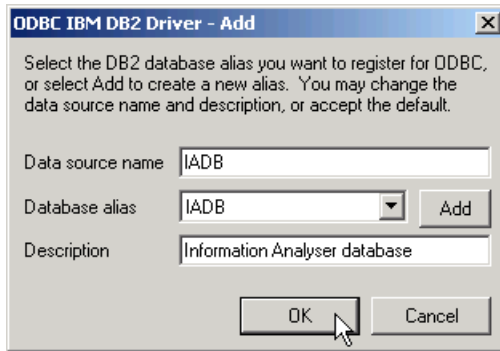 ODBC IBM DB2 Driver - Add
Select the DB2 database alias you want to register for ODBC,
or select Add to create a new alias. You may change the
data source name and description, or accept the default.
Data source name IADB
Database alias IADB Add
Description Information Analyser database
OK Cancel